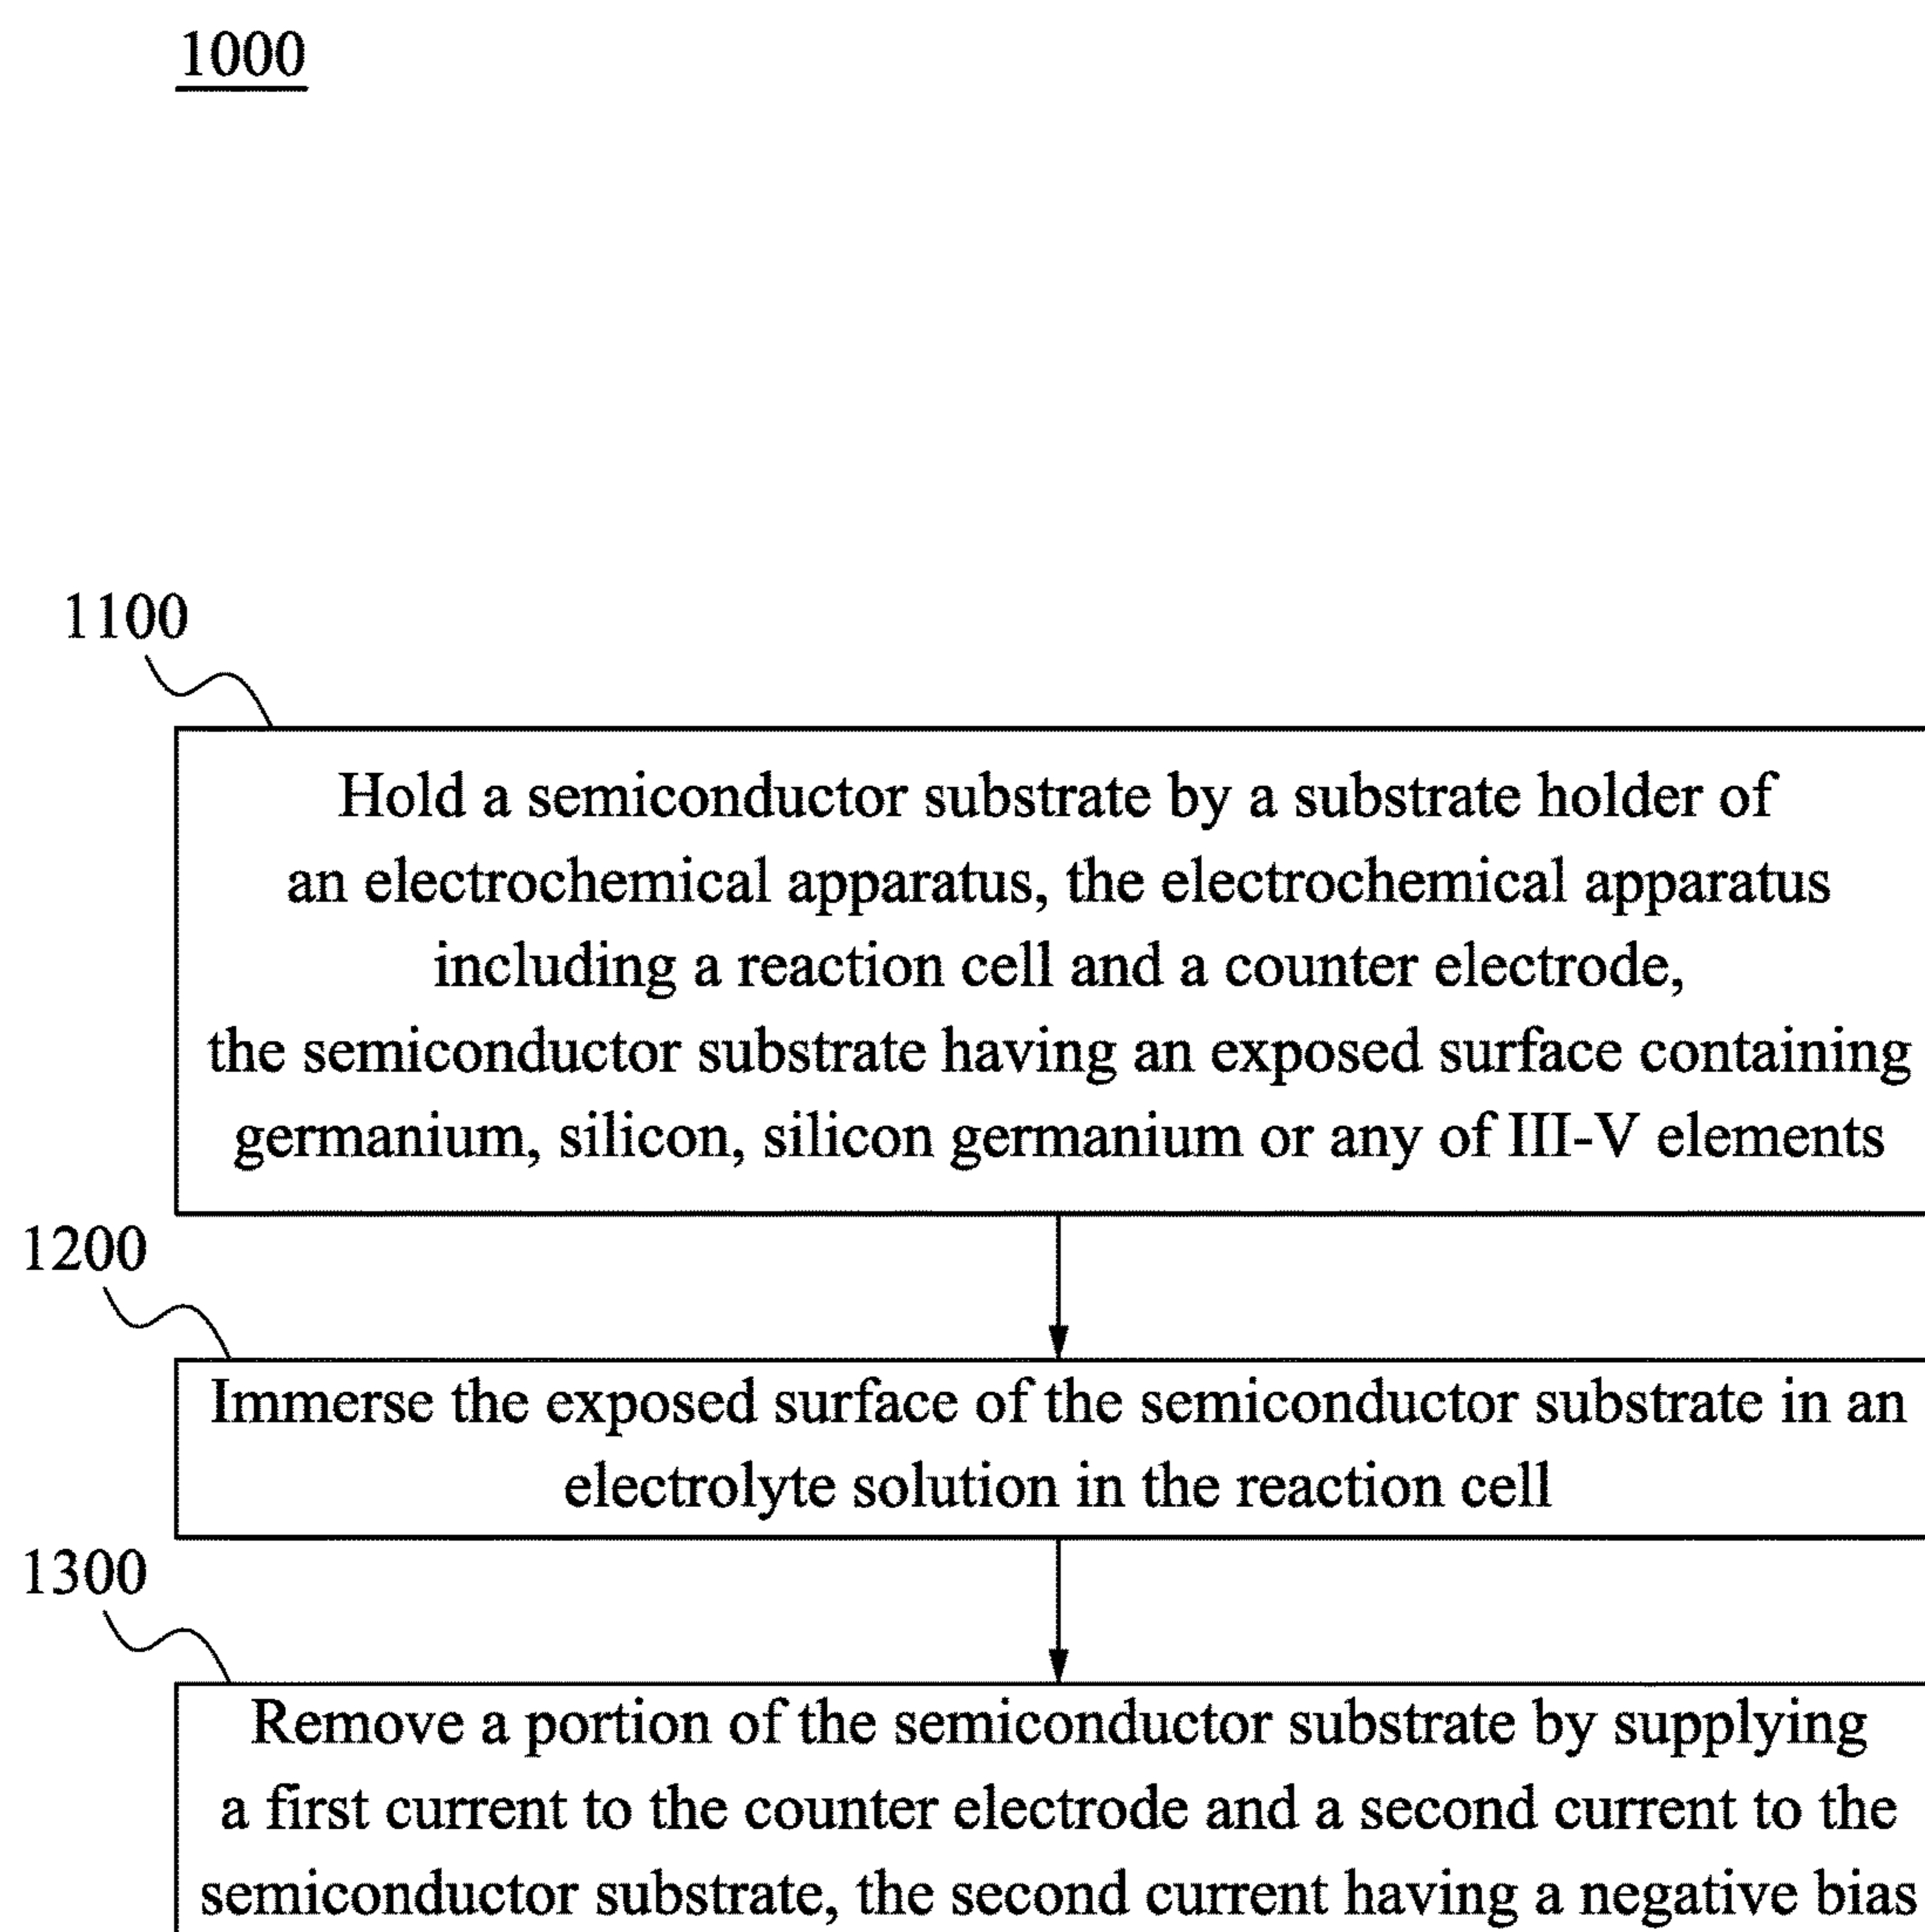 1000
1100
Hold a semiconductor substrate by a substrate holder of
an electrochemical apparatus, the electrochemical apparatus
including a reaction cell and a counter electrode,
the semiconductor substrate having an exposed surface containing
germanium, silicon, silicon germanium or any of III-V elements
1200
Immerse the exposed surface of the semiconductor substrate in an
electrolyte solution in the reaction cell
1300
Remove a portion of the semiconductor substrate by supplying
a first current to the counter electrode and a second current to the
semiconductor substrate, the second current having a negative bias